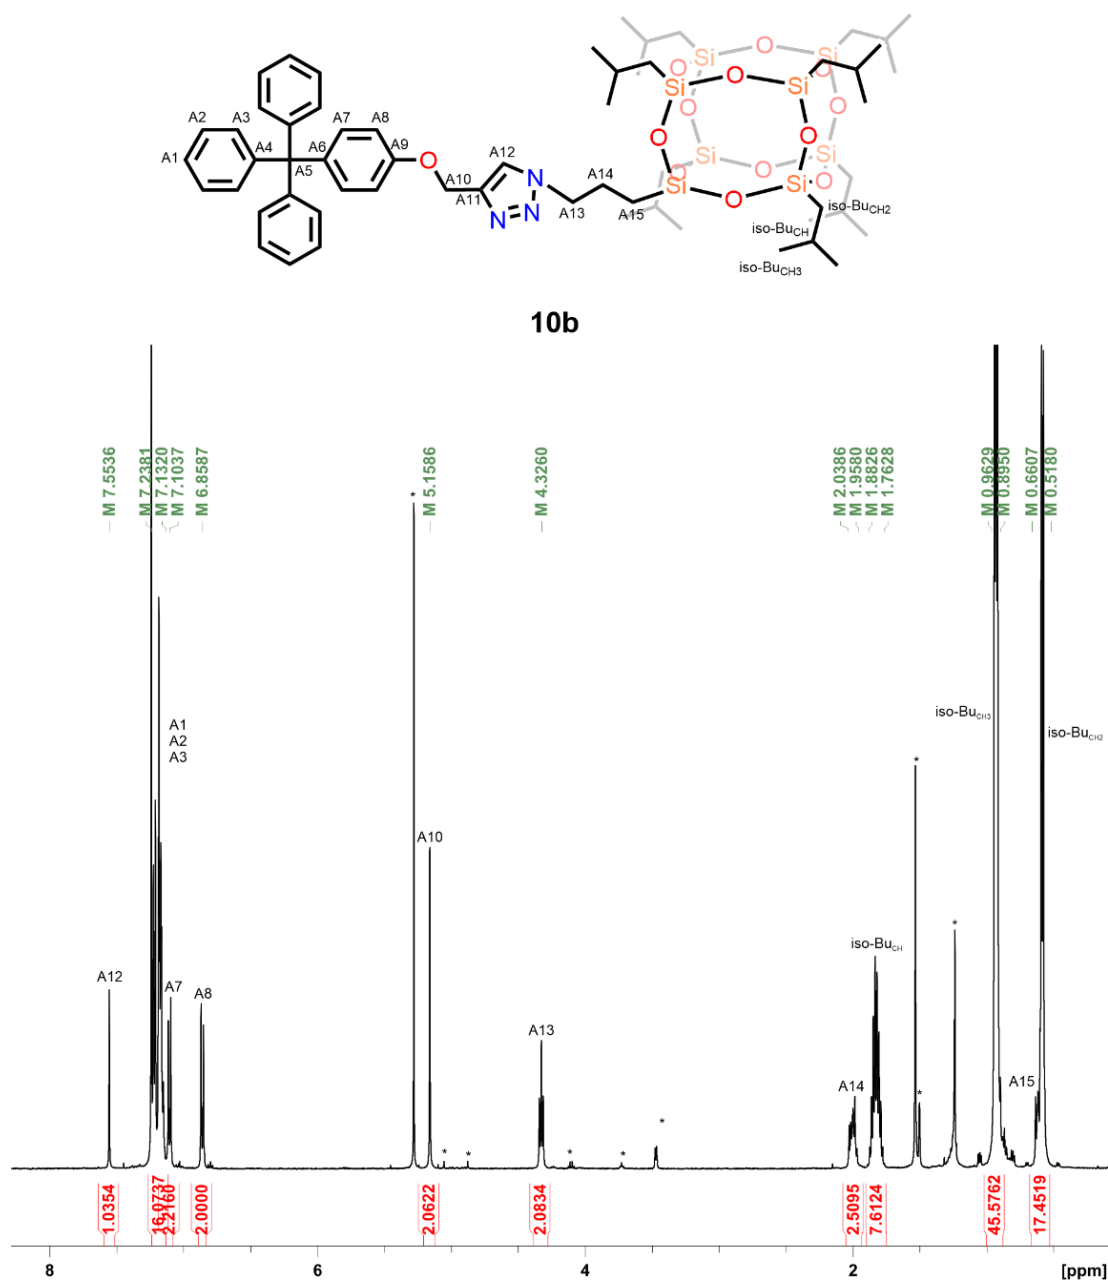 Si O Si
O O O
Si O Si
O O O O
Si O Si
O O O
Si O Si
A2 A3 A7 A8
A1 A4 A6 A9 O A12
A5 A10 N A14
A11 N N A13 A15
iso-BuCH2
iso-BuCH
iso-BuCH3
10b
M 7.5536
M 7.2381
M 7.1320
M 7.1037
M 6.8587
M 5.1586
M 4.3260
M 2.0386
M 1.9580
M 1.8826
M 1.7628
M 0.9629
M 0.8950
M 0.6607
M 0.5180
*
A1
A2
A3
iso-BuCH3
iso-BuCH2
*
A10
*
iso-BuCH
A12
A7
A8
A13
A14
A15
*
* * * * *
1.0354
16.0737
2.2160
2.0000
2.0622
2.0834
2.5095
7.6124
45.5762
17.4519
8 6 4 2 [ppm]